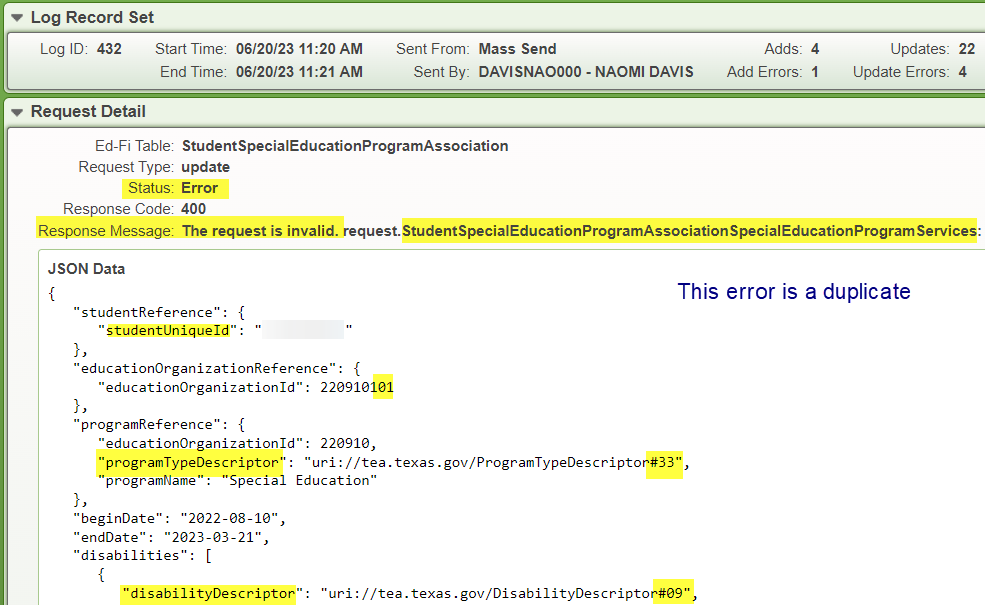 Log Record Set
Log ID: 432 Start Time: 06/20/23 11:20 AM Sent From: Mass Send Adds: 4 Updates: 22
End Time: 06/20/23 11:21 AM Sent By: DAVISNAO000 - NAOMI DAVIS Add Errors: 1 Update Errors: 4
Request Detail
Ed-Fi Table: StudentSpecialEducationProgramAssociation
Request Type: update
Status: Error
Response Code: 400
Response Message: The request is invalid. request.StudentSpecialEducationProgramAssociationSpecialEducationProgramServices:
JSON Data
{
This error is a duplicate
"studentReference": {
"studentUniqueId": " "
},
"educationOrganizationReference": {
"educationOrganizationId": 220910101
},
"programReference": {
"educationOrganizationId": 220910,
"programTypeDescriptor": "uri://tea.texas.gov/ProgramTypeDescriptor#33",
"programName": "Special Education"
},
"beginDate": "2022-08-10",
"endDate": "2023-03-21",
"disabilities": [
{
"disabilityDescriptor": "uri://tea.texas.gov/DisabilityDescriptor#09",